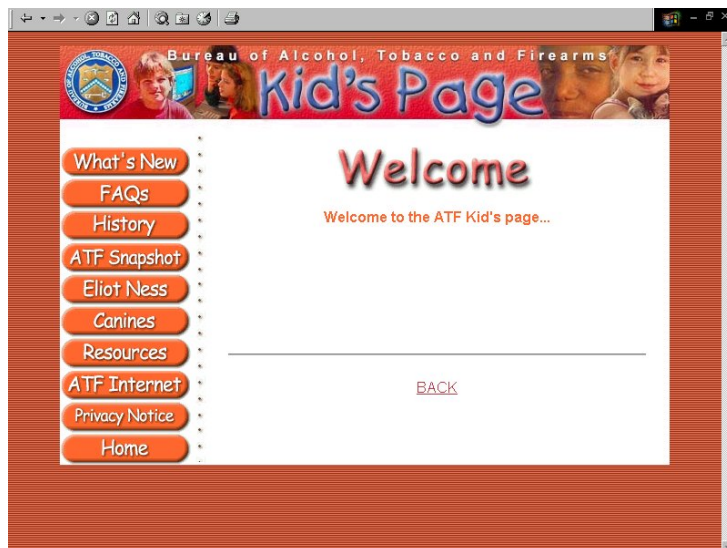 Bureau of Alcohol, Tobacco and Firearms
Kid's Page
What's New
FAQs
History
ATF Snapshot
Eliot Ness
Canines
Resources
ATF Internet
Privacy Notice
Home
Welcome
Welcome to the ATF Kid's page...
BACK